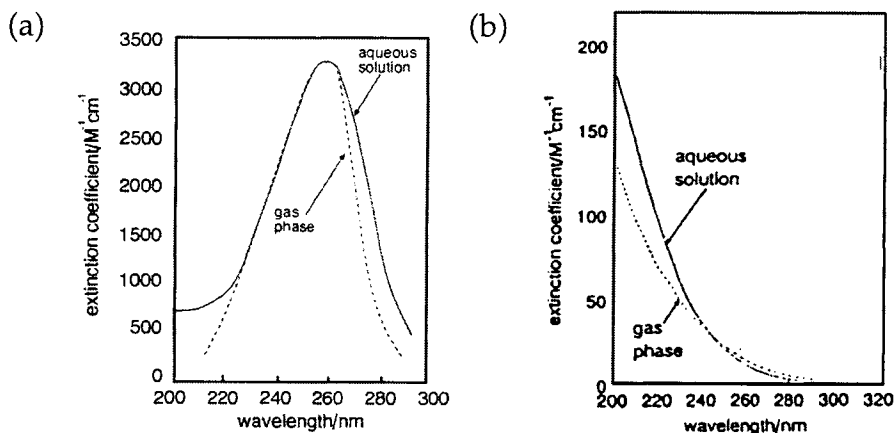 (a)
extinction coefficient/M⁻¹cm⁻¹
3500
3000
2500
2000
1500
1000
500
0
200 220 240 260 280 300
wavelength/nm
aqueous
solution
gas
phase
(b)
extinction coefficient/M⁻¹cm⁻¹
200
150
100
50
0
200 220 240 260 280 300 320
wavelength/nm
aqueous
solution
gas
phase